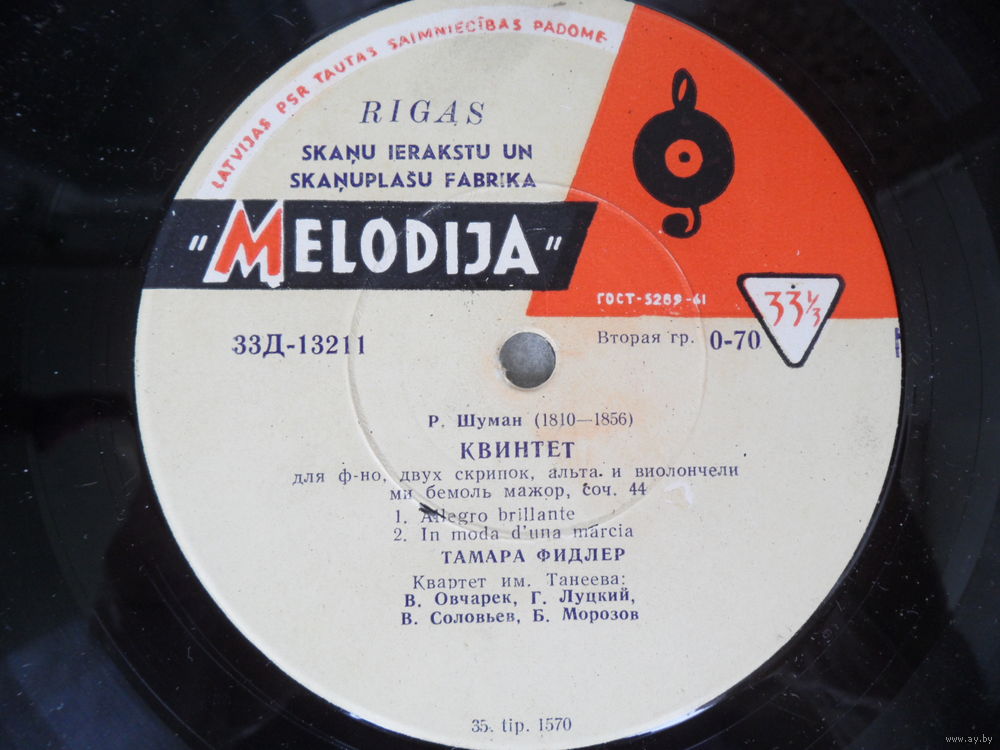 LATVIJAS PSR TAUTAS SAIMNIECĪBAS PADOME
RIGAS
SKAŅU IERAKSTU UN
SKAŅUPLAŠU FABRIKA
"MELODIJA"
ГОСТ-5289-61
33⅓
33Д-13211
Вторая гр. 0-70
Р. Шуман (1810—1856)
КВИНТЕТ
для ф-но, двух скрипок, альта и виолончели
ми бемоль мажор, соч. 44
1. Allegro brillante
2. In moda d'una marcia
ТАМАРА ФИДЛЕР
Квартет им. Танеева:
В. Овчарек, Г. Луцкий,
В. Соловьев, Б. Морозов
35. tip. 1570
www.ay.by